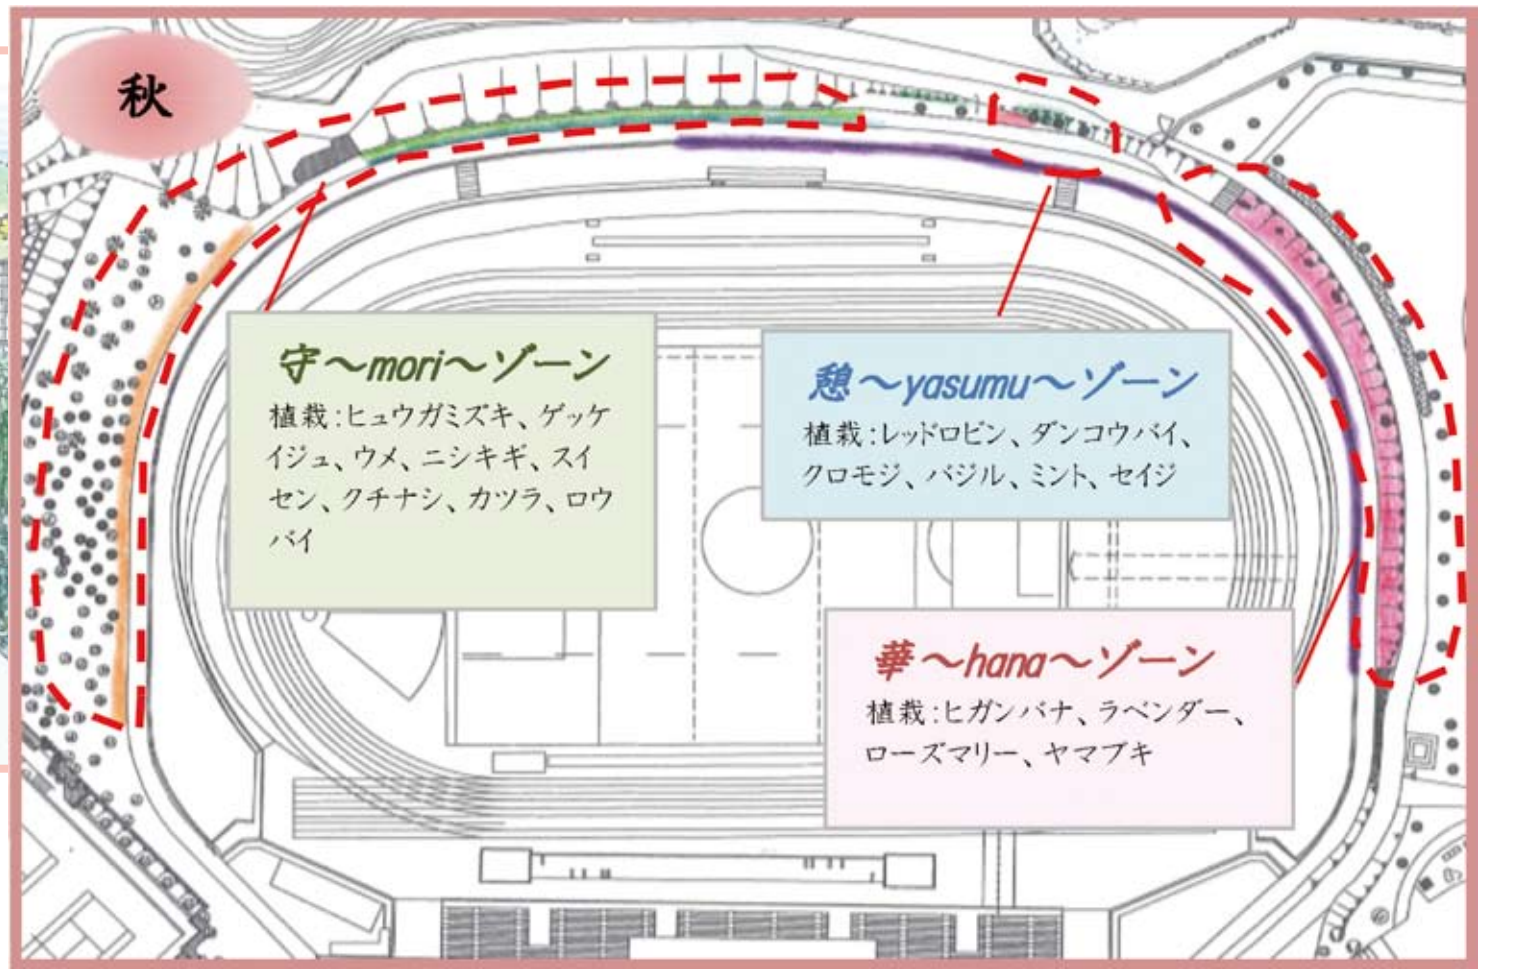 秋
守～mori～ゾーン
植栽:ヒュウガミズキ、ゲッケ
イジュ、ウメ、ニシキギ、スイ
セン、クチナシ、カツラ、ロウ
バイ
憩～yasumu～ゾーン
植栽:レッドロビン、ダンコウバイ、
クロモジ、バジル、ミント、セイジ
華～hana～ゾーン
植栽:ヒガンバナ、ラベンダー、
ローズマリー、ヤマブキ